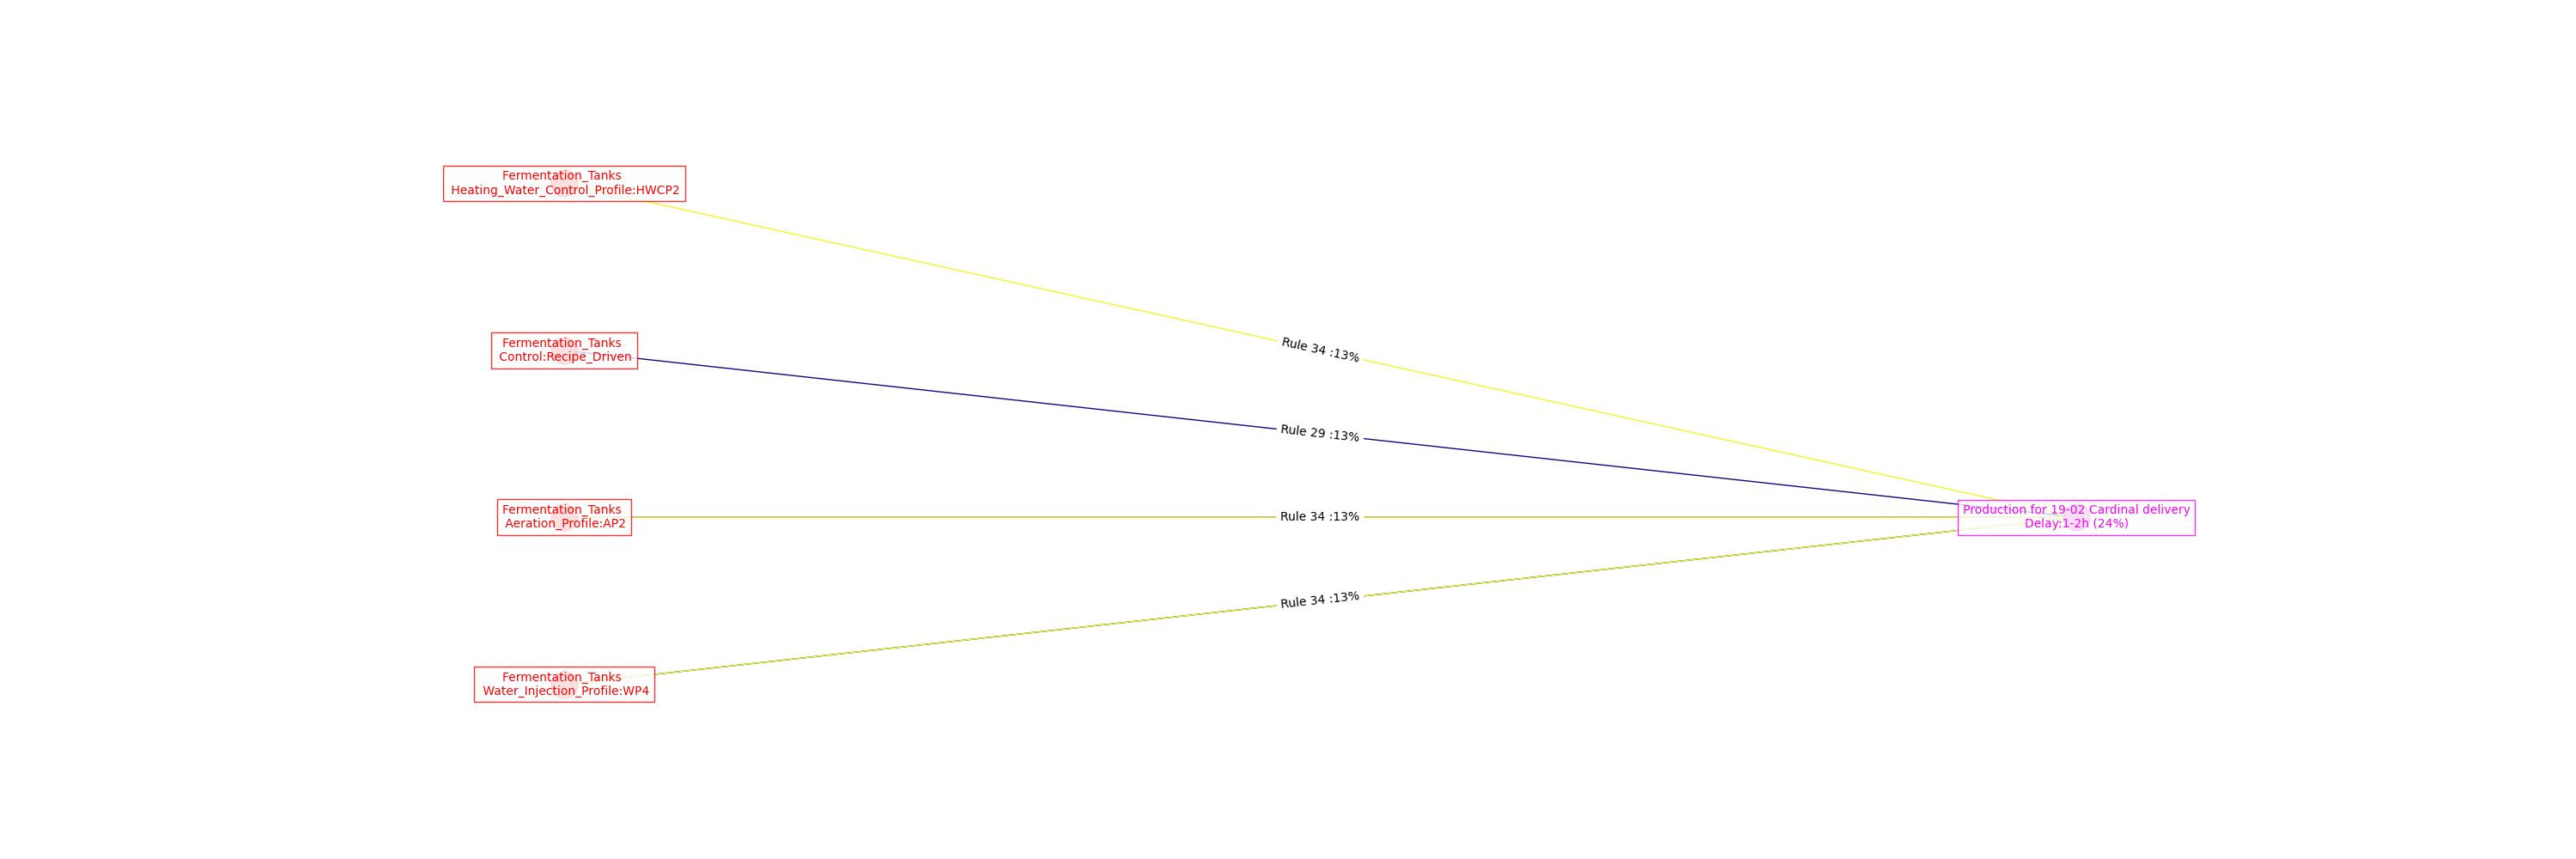 Fermentation_Tanks
Heating_Water_Control_Profile:HWCP2
Rule 34 :13%
Fermentation_Tanks
Control:Recipe_Driven
Rule 29 :13%
Fermentation_Tanks
Aeration_Profile:AP2
Rule 34 :13%
Production for 19-02 Cardinal delivery
Delay:1-2h (24%)
Rule 34 :13%
Fermentation_Tanks
Water_Injection_Profile:WP4